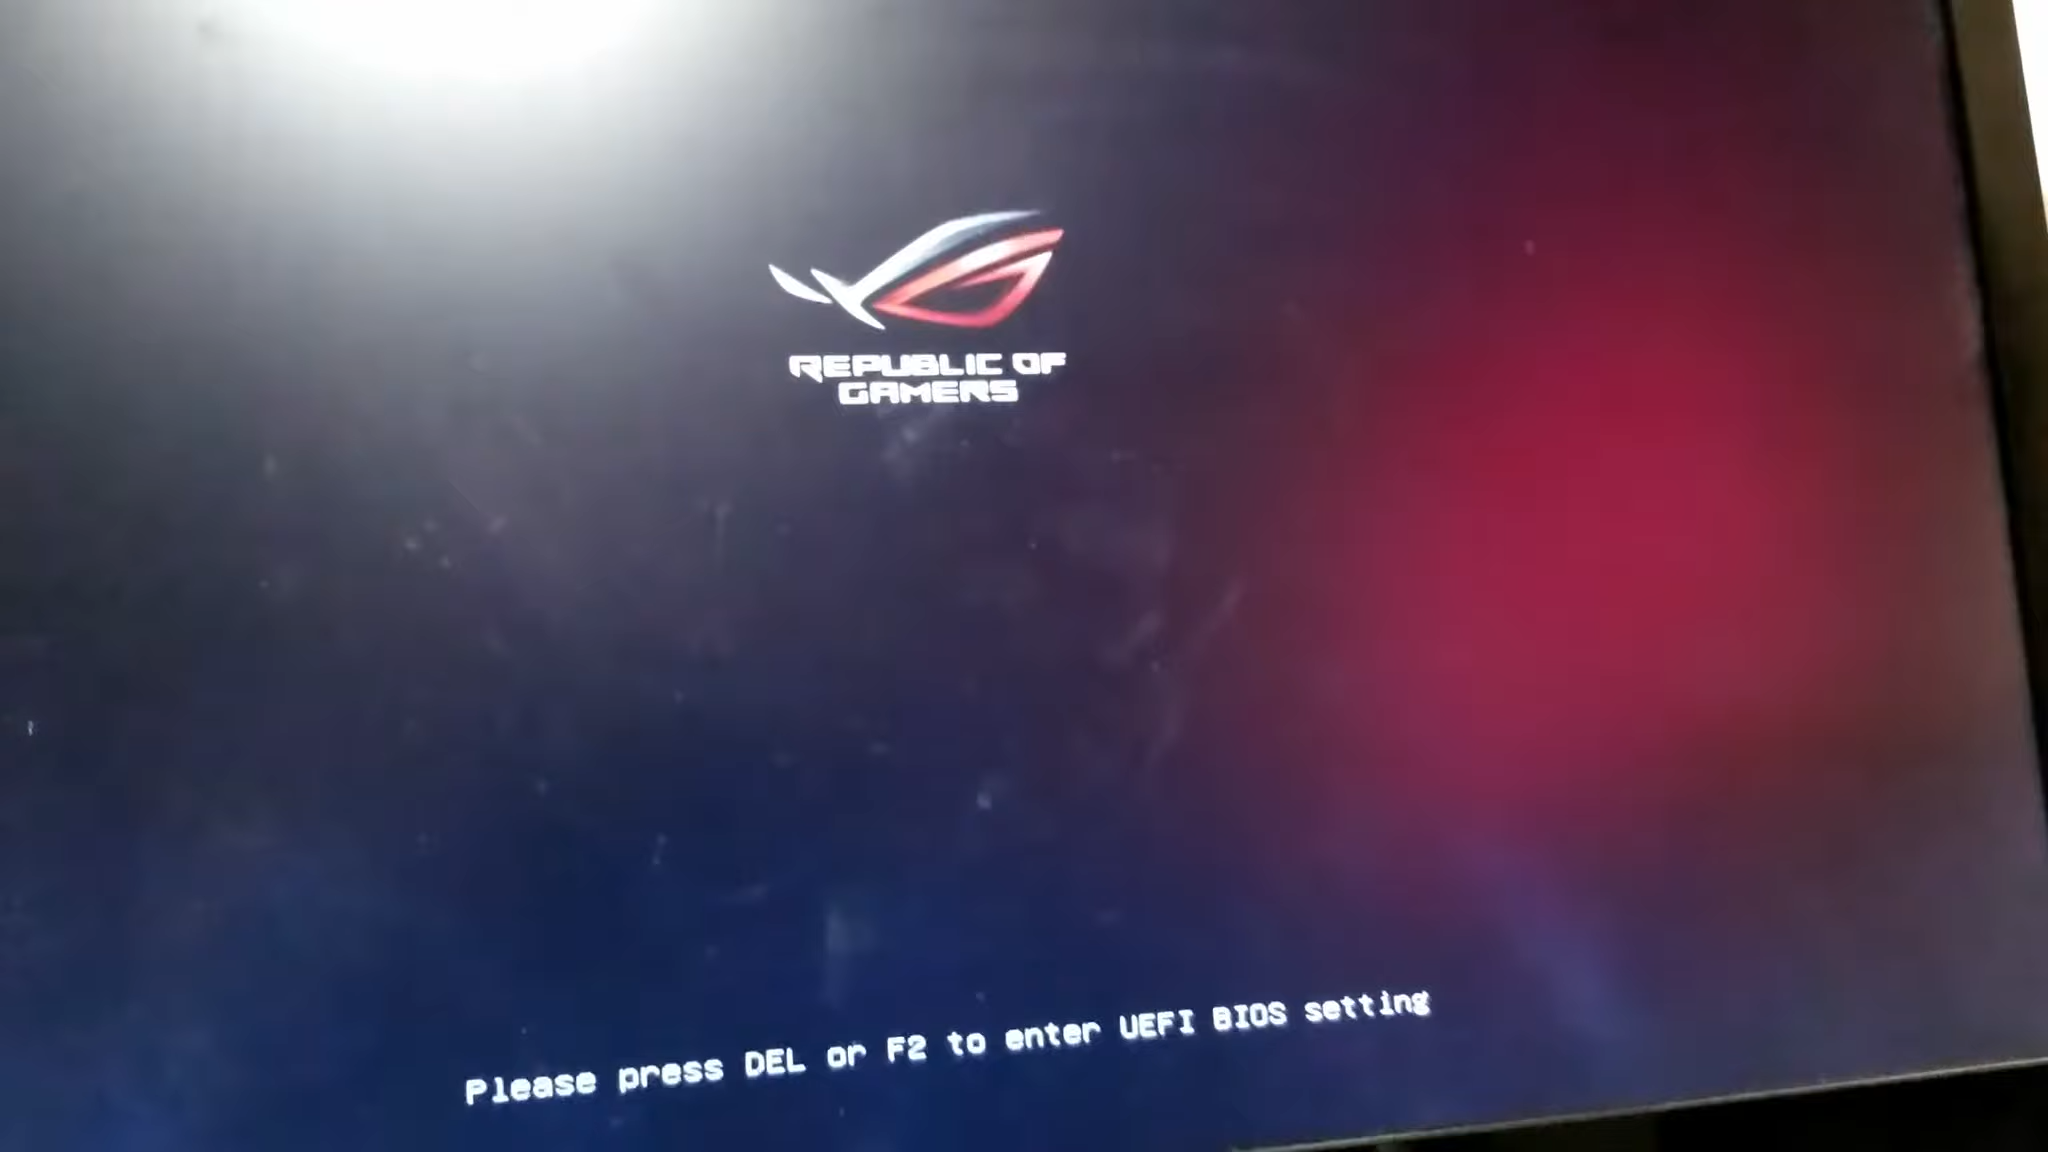 REPUBLIC OF
GAMERS
Please press DEL or F2 to enter UEFI BIOS setting